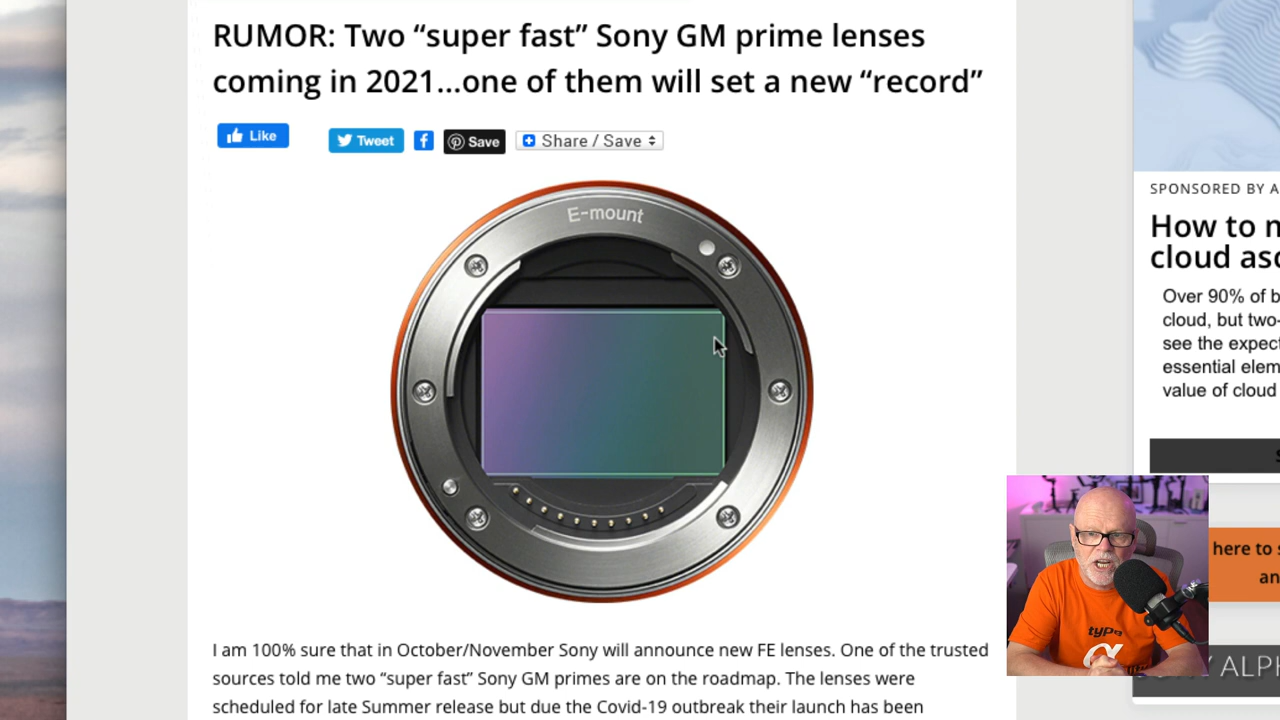 RUMOR: Two “super fast” Sony GM prime lenses
coming in 2021...one of them will set a new “record”
Like
Tweet
Save
Share / Save
E-mount
I am 100% sure that in October/November Sony will announce new FE lenses. One of the trusted
sources told me two “super fast” Sony GM primes are on the roadmap. The lenses were
scheduled for late Summer release but due the Covid-19 outbreak their launch has been
SPONSORED BY A
How to
cloud
Over 90% of b
cloud, but two-
see the expect
essential elem
value of cloud
here to
an
ALPH